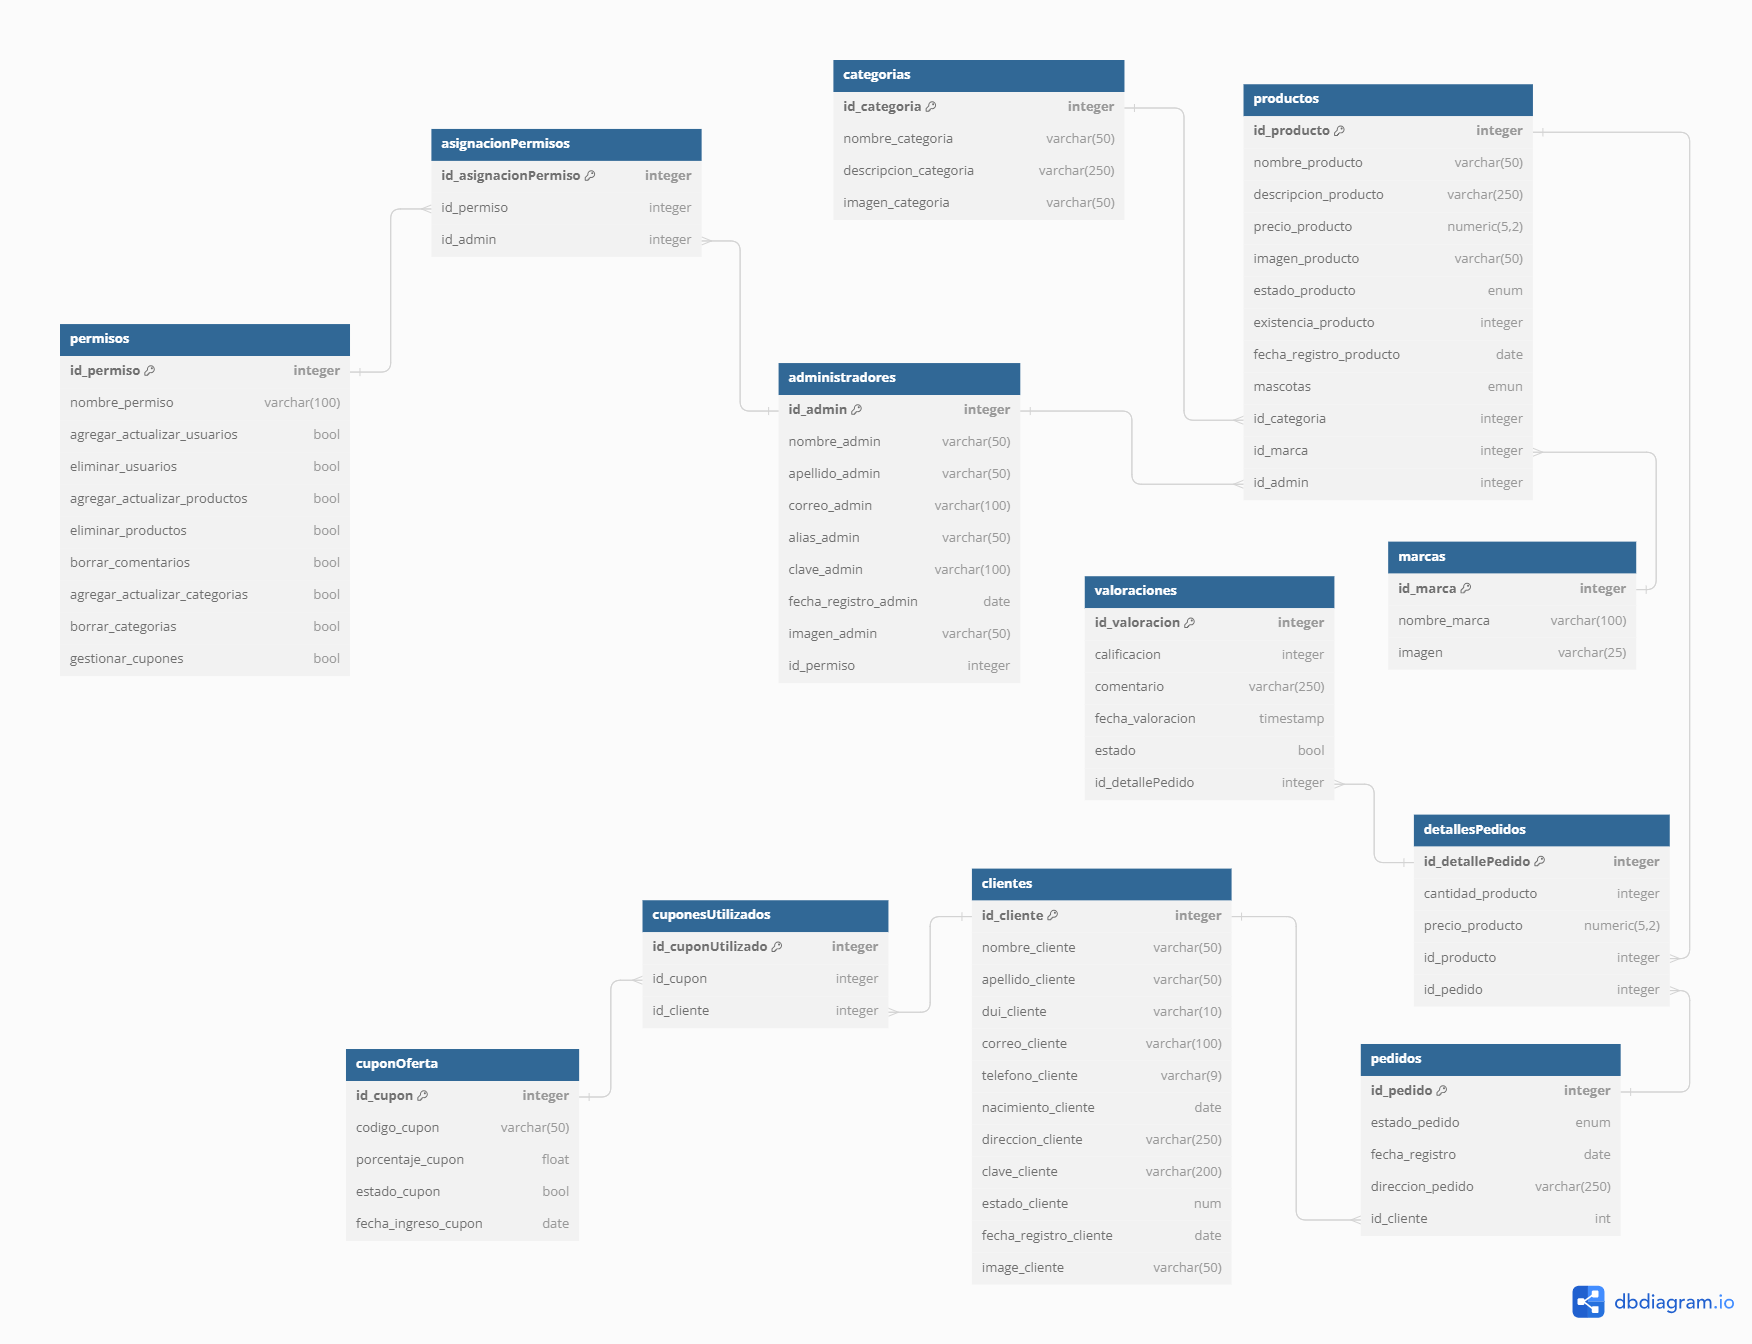 categorias
id_categoria integer
nombre_categoria varchar(50)
descripcion_categoria varchar(250)
imagen_categoria varchar(50)
productos
id_producto integer
nombre_producto varchar(50)
descripcion_producto varchar(250)
precio_producto numeric(5,2)
imagen_producto varchar(50)
estado_producto enum
existencia_producto integer
fecha_registro_producto date
mascotas emun
id_categoria integer
id_marca integer
id_admin integer
asignacionPermisos
id_asignacionPermiso integer
id_permiso integer
id_admin integer
permisos
id_permiso integer
nombre_permiso varchar(100)
agregar_actualizar_usuarios bool
eliminar_usuarios bool
agregar_actualizar_productos bool
eliminar_productos bool
borrar_comentarios bool
agregar_actualizar_categorias bool
borrar_categorias bool
gestionar_cupones bool
administradores
id_admin integer
nombre_admin varchar(50)
apellido_admin varchar(50)
correo_admin varchar(100)
alias_admin varchar(50)
clave_admin varchar(100)
fecha_registro_admin date
imagen_admin varchar(50)
id_permiso integer
marcas
id_marca integer
nombre_marca varchar(100)
imagen varchar(25)
valoraciones
id_valoracion integer
calificacion integer
comentario varchar(250)
fecha_valoracion timestamp
estado bool
id_detallePedido integer
detallesPedidos
id_detallePedido integer
cantidad_producto integer
precio_producto numeric(5,2)
id_producto integer
id_pedido integer
clientes
id_cliente integer
nombre_cliente varchar(50)
apellido_cliente varchar(50)
dui_cliente varchar(10)
correo_cliente varchar(100)
telefono_cliente varchar(9)
nacimiento_cliente date
direccion_cliente varchar(250)
clave_cliente varchar(200)
estado_cliente num
fecha_registro_cliente date
image_cliente varchar(50)
cuponesUtilizados
id_cuponUtilizado integer
id_cupon integer
id_cliente integer
cuponOferta
id_cupon integer
codigo_cupon varchar(50)
porcentaje_cupon float
estado_cupon bool
fecha_ingreso_cupon date
pedidos
id_pedido integer
estado_pedido enum
fecha_registro date
direccion_pedido varchar(250)
id_cliente int
dbdiagram.io